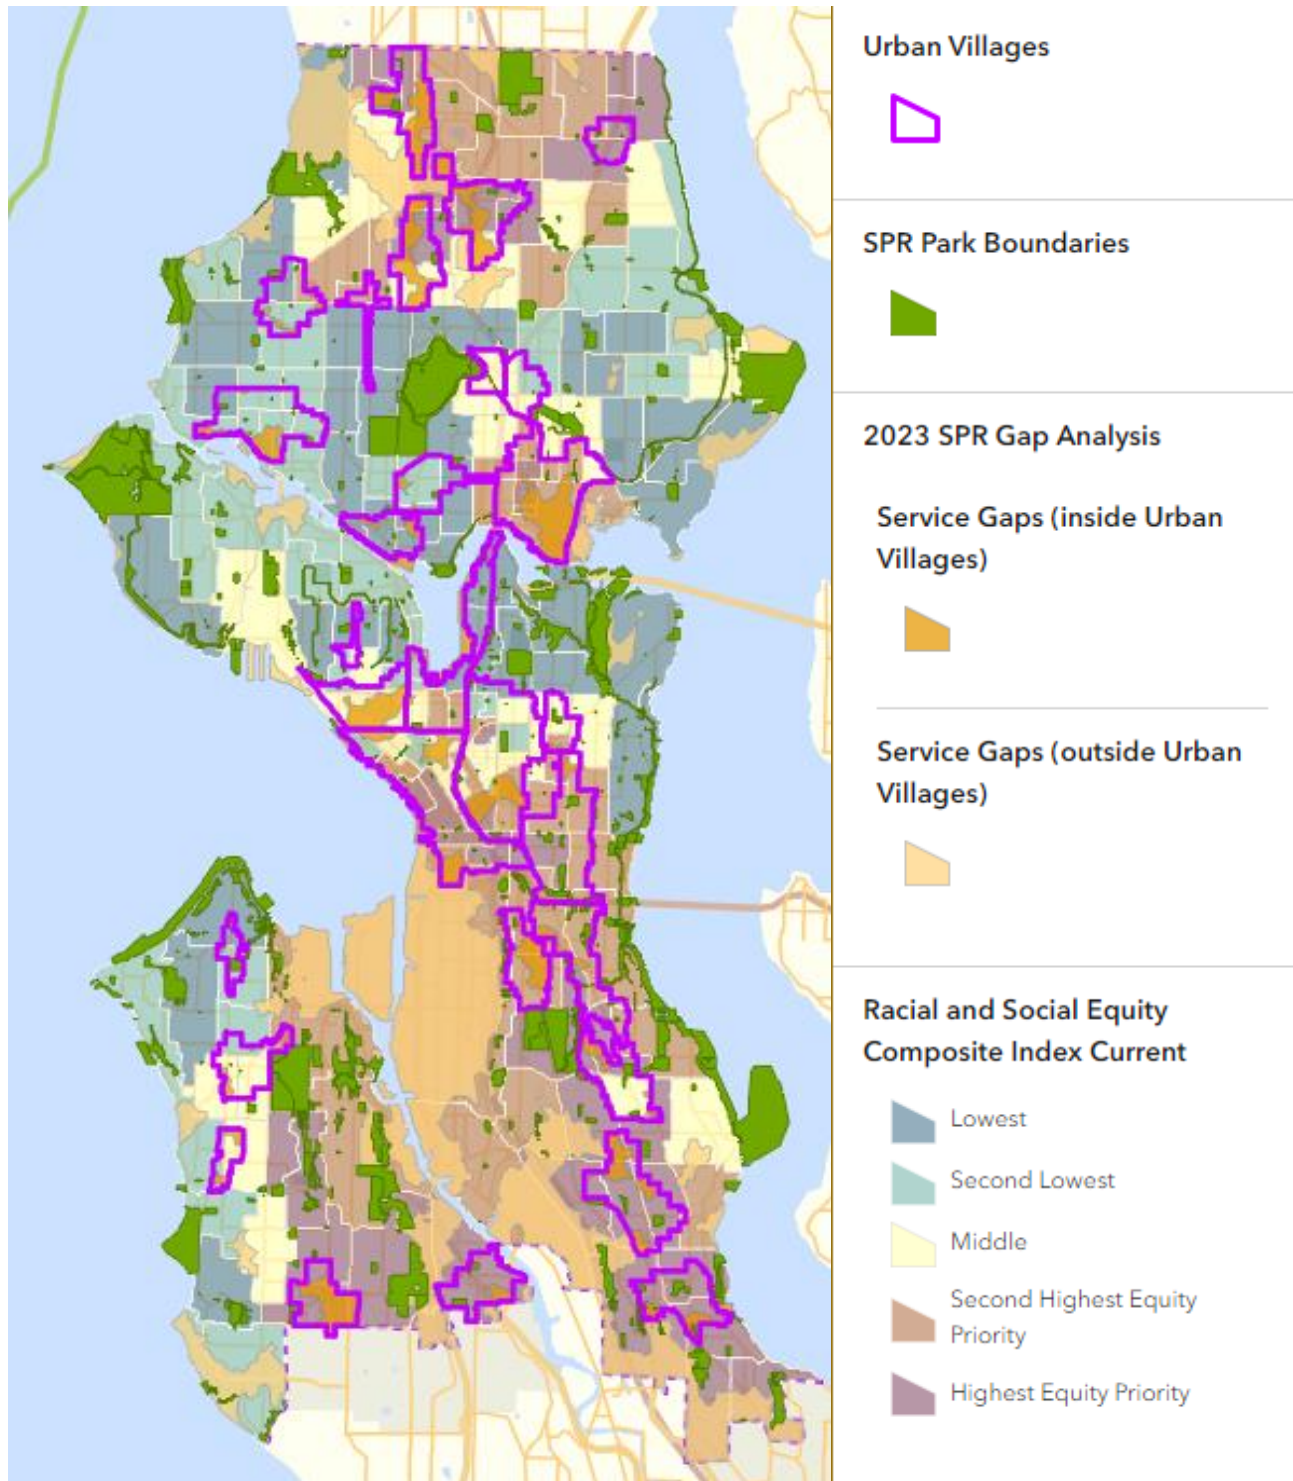 Urban Villages
SPR Park Boundaries
2023 SPR Gap Analysis
Service Gaps (inside Urban
Villages)
Service Gaps (outside Urban
Villages)
Racial and Social Equity
Composite Index Current
Lowest
Second Lowest
Middle
Second Highest Equity
Priority
Highest Equity Priority